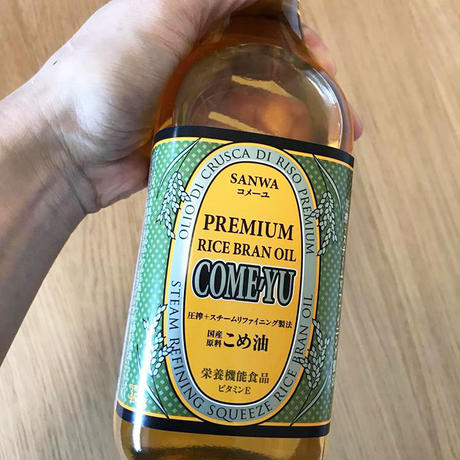 OLIO DI CRUSCA DI RISO PREMIUM
SANWA
コメーユ
PREMIUM
RICE BRAN OIL
COME-YU
圧搾+スチームリファイニング製法
国産
原料
こめ油
栄養機能食品
ビタミンE
STEAM REFINING SQUEEZE RICE BRAN OIL